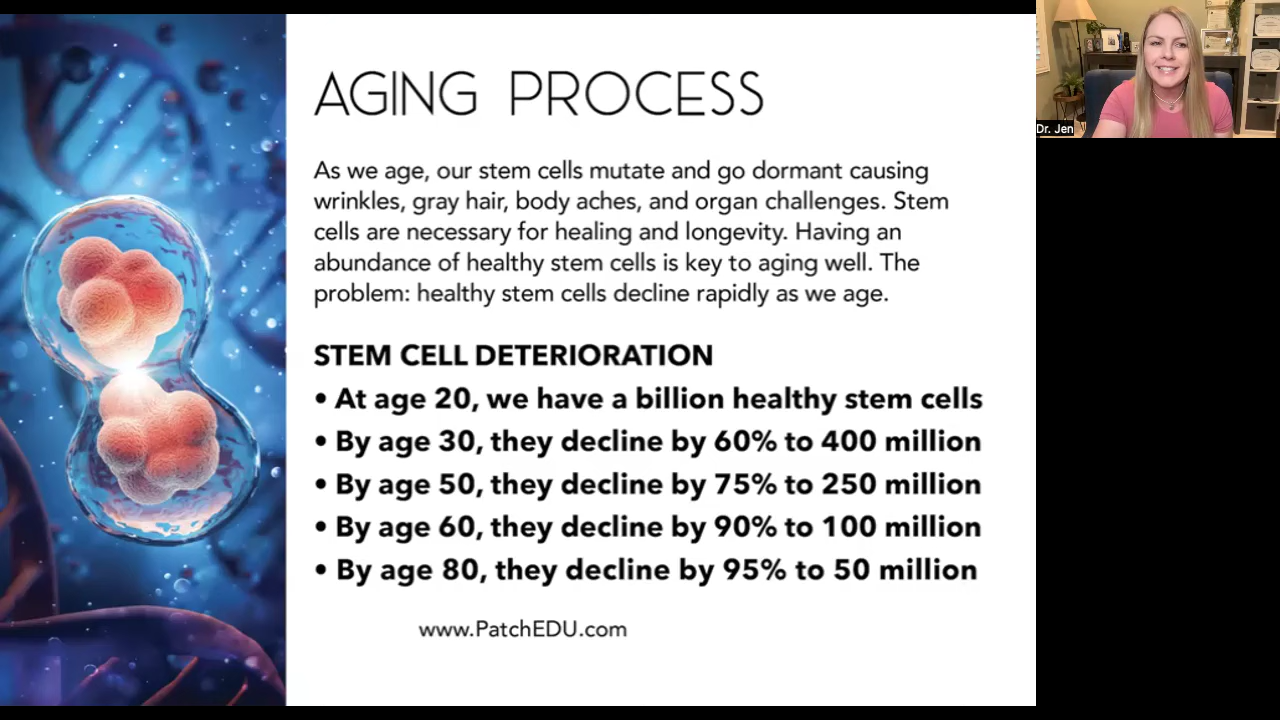 AGING PROCESS
As we age, our stem cells mutate and go dormant causing
wrinkles, gray hair, body aches, and organ challenges. Stem
cells are necessary for healing and longevity. Having an
abundance of healthy stem cells is key to aging well. The
problem: healthy stem cells decline rapidly as we age.
STEM CELL DETERIORATION
• At age 20, we have a billion healthy stem cells
• By age 30, they decline by 60% to 400 million
• By age 50, they decline by 75% to 250 million
• By age 60, they decline by 90% to 100 million
• By age 80, they decline by 95% to 50 million
www.PatchEDU.com
Dr. Jen